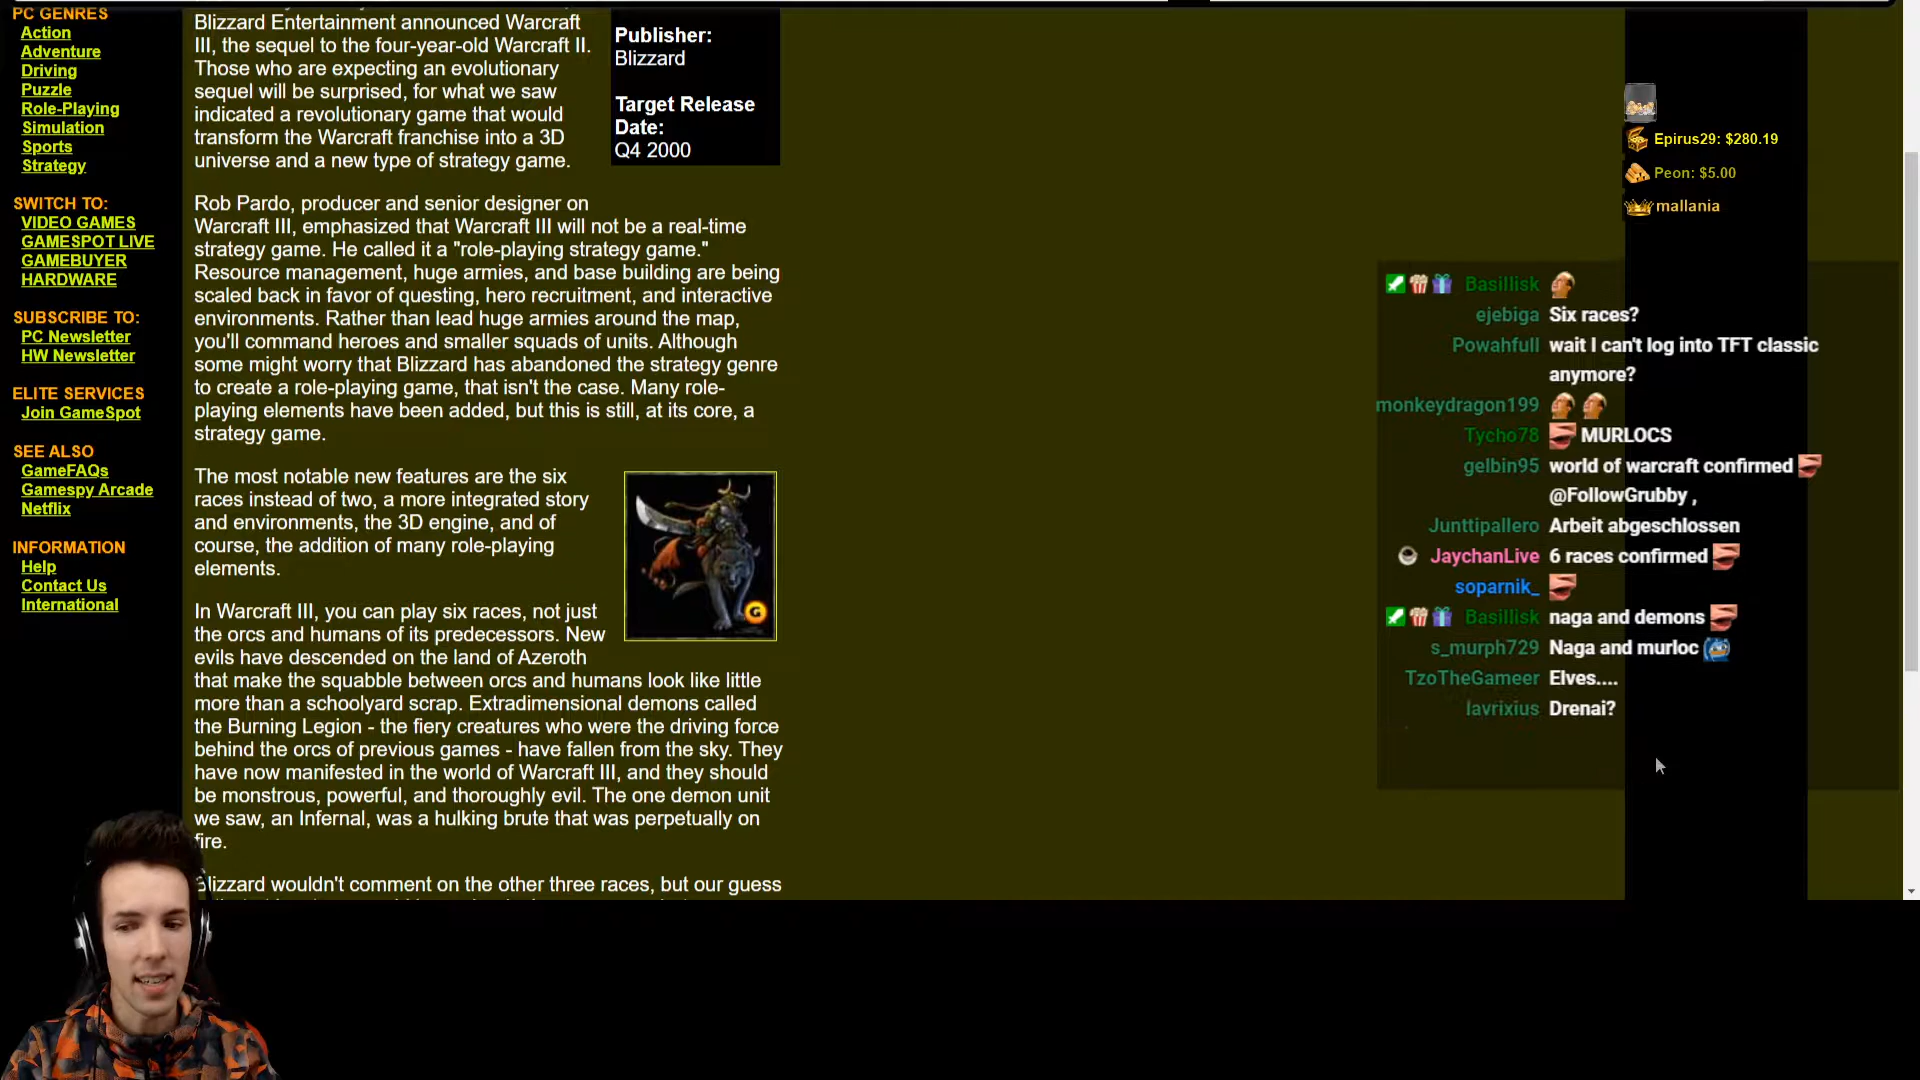 PC GENRES
Action
Adventure
Driving
Puzzle
Role-Playing
Simulation
Sports
Strategy
SWITCH TO:
VIDEO GAMES
GAMESPOT LIVE
GAMEBUYER
HARDWARE
SUBSCRIBE TO:
PC Newsletter
HW Newsletter
ELITE SERVICES
Join GameSpot
SEE ALSO
GameFAQs
Gamespy Arcade
Netflix
INFORMATION
Help
Contact Us
International
Blizzard Entertainment announced Warcraft
III, the sequel to the four-year-old Warcraft II.
Those who are expecting an evolutionary
sequel will be surprised, for what we saw
indicated a revolutionary game that would
transform the Warcraft franchise into a 3D
universe and a new type of strategy game.
Publisher:
Blizzard
Target Release
Date:
Q4 2000
Rob Pardo, producer and senior designer on
Warcraft III, emphasized that Warcraft III will not be a real-time
strategy game. He called it a "role-playing strategy game."
Resource management, huge armies, and base building are being
scaled back in favor of questing, hero recruitment, and interactive
environments. Rather than lead huge armies around the map,
you'll command heroes and smaller squads of units. Although
some might worry that Blizzard has abandoned the strategy genre
to create a role-playing game, that isn't the case. Many role-
playing elements have been added, but this is still, at its core, a
strategy game.
The most notable new features are the six
races instead of two, a more integrated story
and environments, the 3D engine, and of
course, the addition of many role-playing
elements.
In Warcraft III, you can play six races, not just
the orcs and humans of its predecessors. New
evils have descended on the land of Azeroth
that make the squabble between orcs and humans look like little
more than a schoolyard scrap. Extradimensional demons called
the Burning Legion - the fiery creatures who were the driving force
behind the orcs of previous games - have fallen from the sky. They
have now manifested in the world of Warcraft III, and they should
be monstrous, powerful, and thoroughly evil. The one demon unit
we saw, an Infernal, was a hulking brute that was perpetually on
fire.
Blizzard wouldn't comment on the other three races, but our guess
G
Epirus29: $280.19
Peon: $5.00
mallania
Basillisk
ejebiga Six races?
Powahfull wait I can't log into TFT classic
anymore?
monkeydragon199
Tycho78 MURLOCS
gelbin95 world of warcraft confirmed
@FollowGrubby ,
Junttipallero Arbeit abgeschlossen
JaychanLive 6 races confirmed
soparnik_
Basillisk naga and demons
s_murph729 Naga and murloc
TzoTheGameer Elves....
lavrixius Drenai?